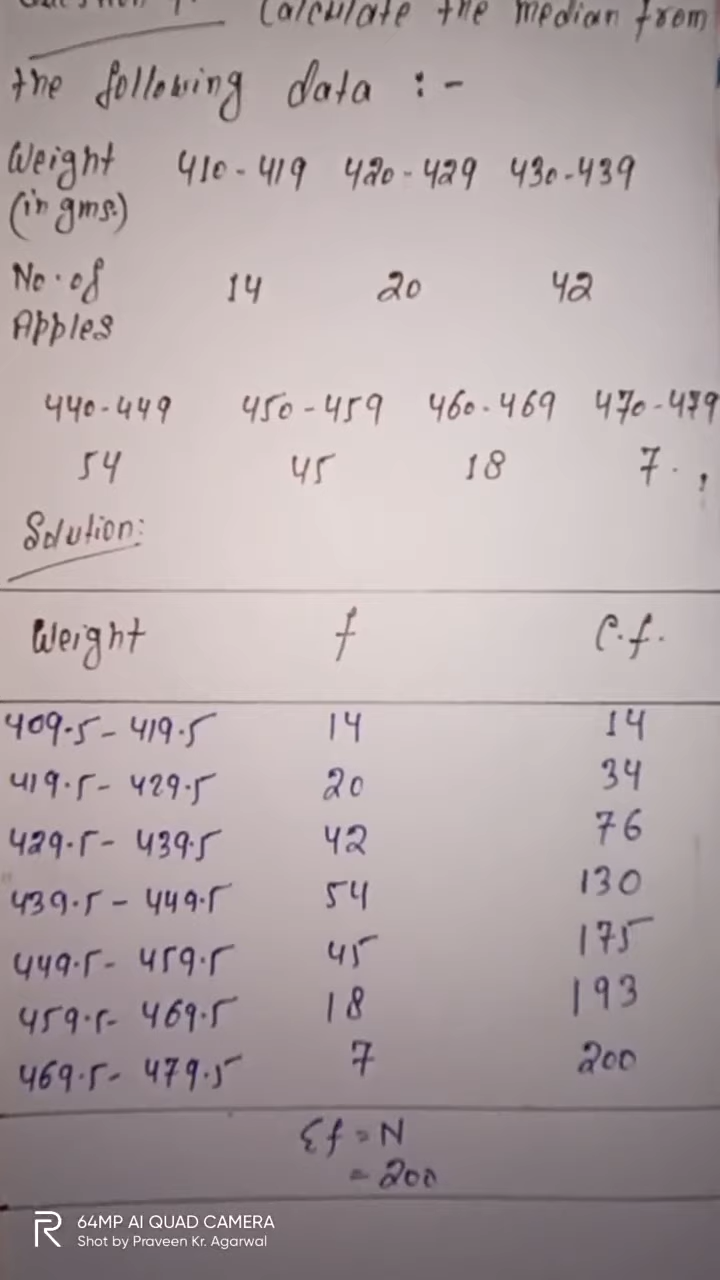 Calculate the median from
the following data :-
Weight 410-419 420-429 430-439
(in gms.)
No. of 14 20 42
Apples
440-449 450-459 460-469 470-479
54 45 18 7.
Solution:
Weight f C.f.
409.5-419.5 14 14
419.5-429.5 20 34
429.5-439.5 42 76
439.5-449.5 54 130
449.5-459.5 45 175
459.5-469.5 18 193
469.5-479.5 7 200
Σf = N
= 200
R 64MP AI QUAD CAMERA
Shot by Praveen Kr. Agarwal